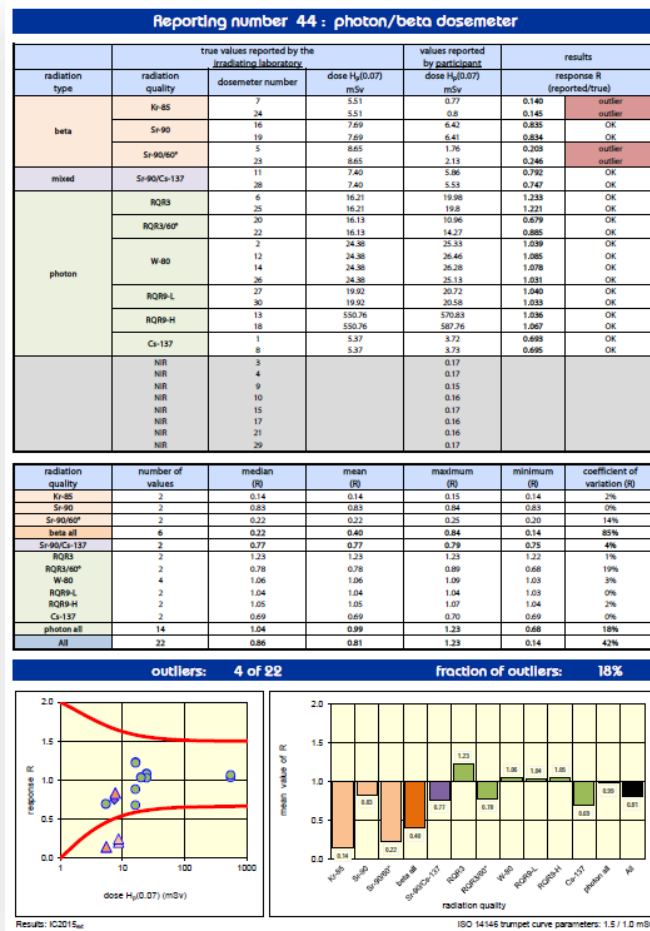 Reporting number 44 : photon/beta dosemeter
true values reported by the irradiating laboratory values reported by participant results
radiation type radiation quality dosemeter number dose Hp(0.07) mSv dose Hp(0.07) mSv response R (reported/true)
beta Kr-85 7 5.51 0.77 0.140 outlier
24 5.51 0.8 0.145 outlier
Sr-90 16 7.69 6.42 0.835 OK
19 7.69 6.41 0.834 OK
Sr-90/60° 5 8.65 1.76 0.203 outlier
23 8.65 2.13 0.246 outlier
mixed Sr-90/Cs-137 11 7.40 5.86 0.792 OK
28 7.40 5.53 0.747 OK
photon RQR3 6 16.21 19.98 1.233 OK
25 16.21 19.8 1.221 OK
RQR3/60° 20 16.13 10.96 0.679 OK
22 16.13 14.27 0.885 OK
W-80 2 24.38 25.33 1.039 OK
12 24.38 26.46 1.085 OK
14 24.38 26.28 1.078 OK
26 24.38 25.13 1.031 OK
RQR9-L 27 19.92 20.72 1.040 OK
30 19.92 20.58 1.033 OK
RQR9-H 13 550.76 570.83 1.036 OK
18 550.76 587.76 1.067 OK
Cs-137 1 5.37 3.72 0.693 OK
8 5.37 3.73 0.695 OK
NIR 3 0.17
NIR 4 0.17
NIR 9 0.15
NIR 10 0.16
NIR 15 0.17
NIR 17 0.16
NIR 21 0.16
NIR 29 0.17
radiation quality number of values median (R) mean (R) maximum (R) minimum (R) coefficient of variation (R)
Kr-85 2 0.14 0.14 0.15 0.14 2%
Sr-90 2 0.83 0.83 0.84 0.83 0%
Sr-90/60° 2 0.22 0.22 0.25 0.20 14%
beta all 6 0.22 0.40 0.84 0.14 85%
Sr-90/Cs-137 2 0.77 0.77 0.79 0.75 4%
RQR3 2 1.23 1.23 1.23 1.22 1%
RQR3/60° 2 0.78 0.78 0.89 0.68 19%
W-80 4 1.06 1.06 1.09 1.03 3%
RQR9-L 2 1.04 1.04 1.04 1.03 0%
RQR9-H 2 1.05 1.05 1.07 1.04 2%
Cs-137 2 0.69 0.69 0.70 0.69 0%
photon all 14 1.04 0.99 1.23 0.68 18%
All 22 0.86 0.81 1.23 0.14 42%
outliers: 4 of 22 fraction of outliers: 18%
response R
2.0
1.5
1.0
0.5
0.0
1 10 100 1000
dose Hp(0.07) (mSv)
mean value of R
2.0
1.5
1.0
0.5
0.0
0.14 0.83 0.22 0.40 0.77 1.23 0.78 1.06 1.04 1.05 0.69 0.99 0.81
Kr-85 Sr-90 Sr-90/60° beta all Sr-90/Cs-137 RQR3 RQR3/60° W-80 RQR9-L RQR9-H Cs-137 photon all All
radiation quality
Results: IC2015ext ISO 14146 trumpet curve parameters: 1.5 / 1.0 mSv